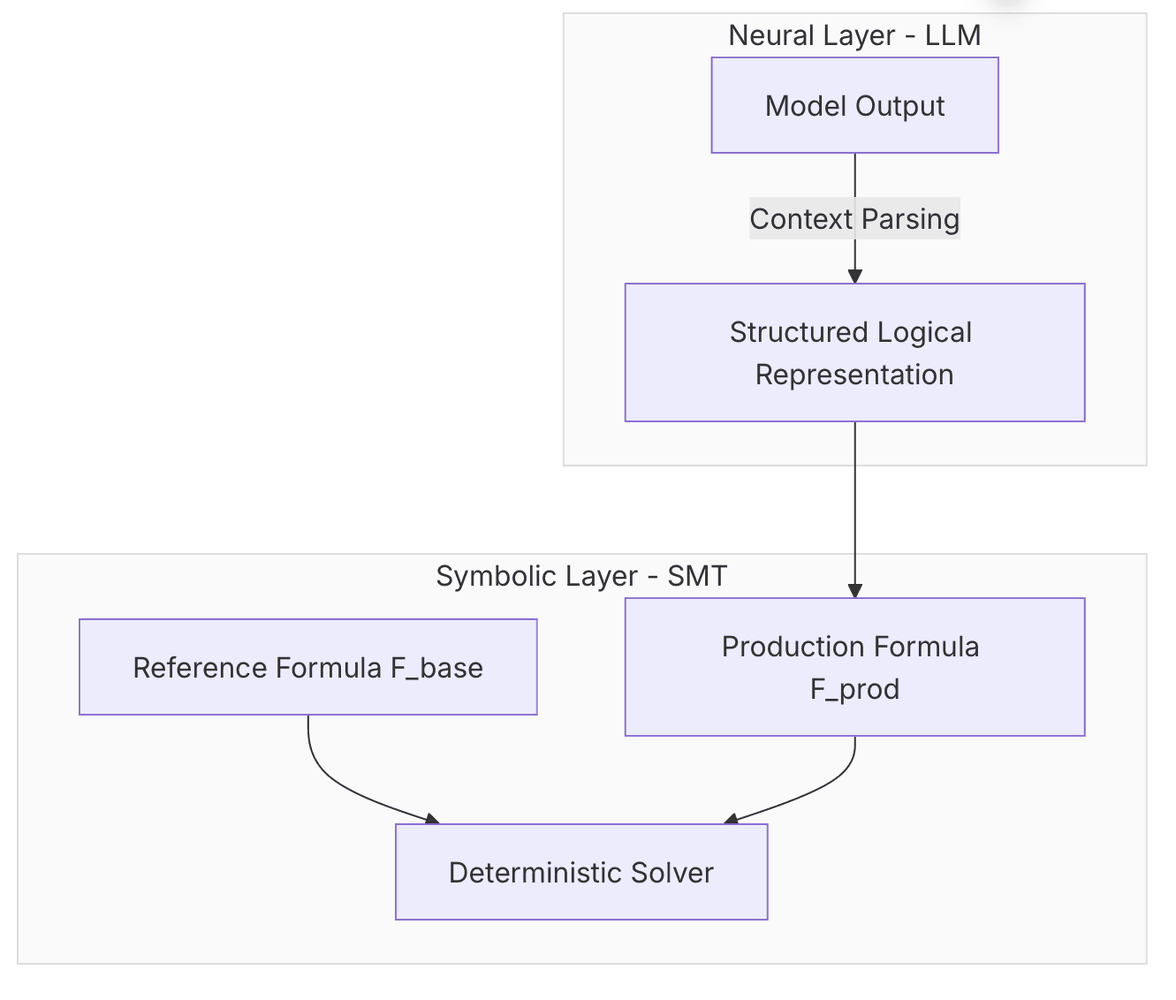 Neural Layer - LLM
Model Output
Context Parsing
Structured Logical
Representation
Symbolic Layer - SMT
Reference Formula F_base
Production Formula
F_prod
Deterministic Solver